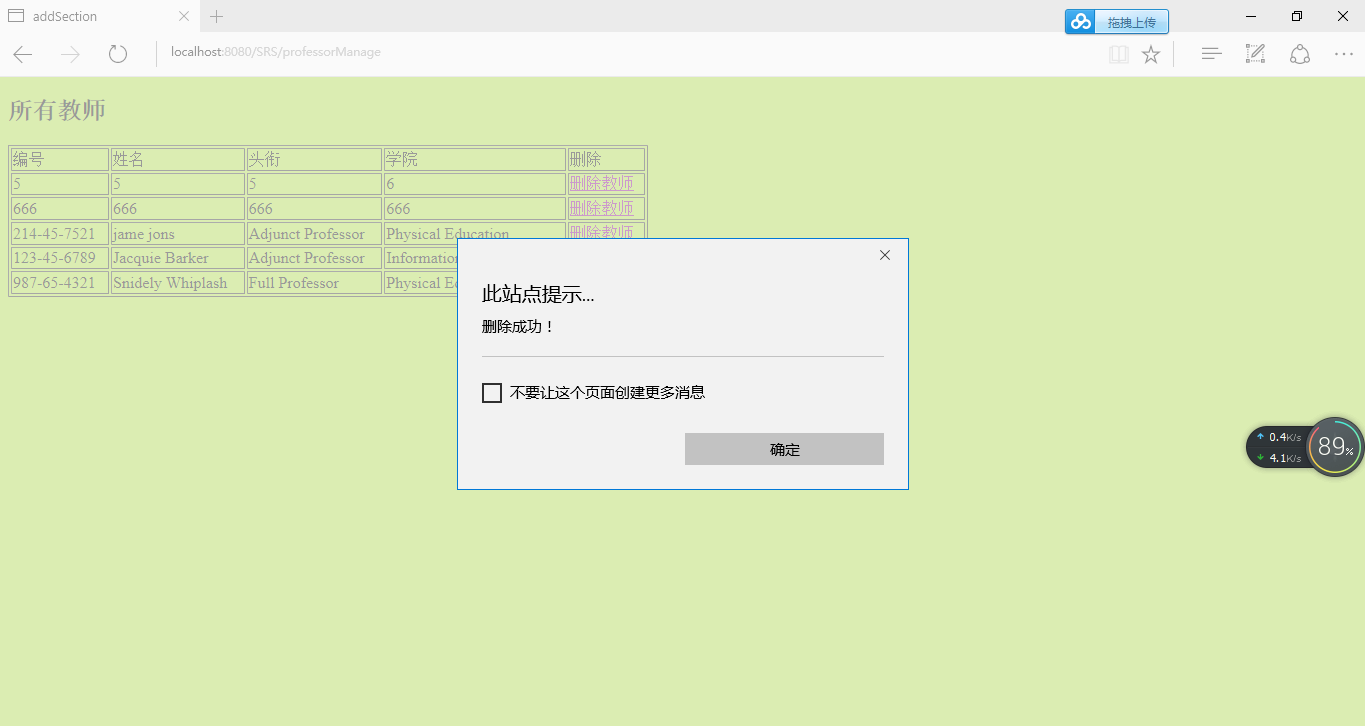 addSection
拖拽上传
localhost:8080/SRS/professorManage
所有教师
编号 姓名 头衔 学院 删除
5 5 5 6 删除教师
666 666 666 666 删除教师
214-45-7521 jame jons Adjunct Professor Physical Education 删除教师
123-45-6789 Jacquie Barker Adjunct Professor
987-65-4321 Snidely Whiplash Full Professor Physical
此站点提示...
删除成功！
不要让这个页面创建更多消息
确定
0.4K/s
4.1K/s
89%